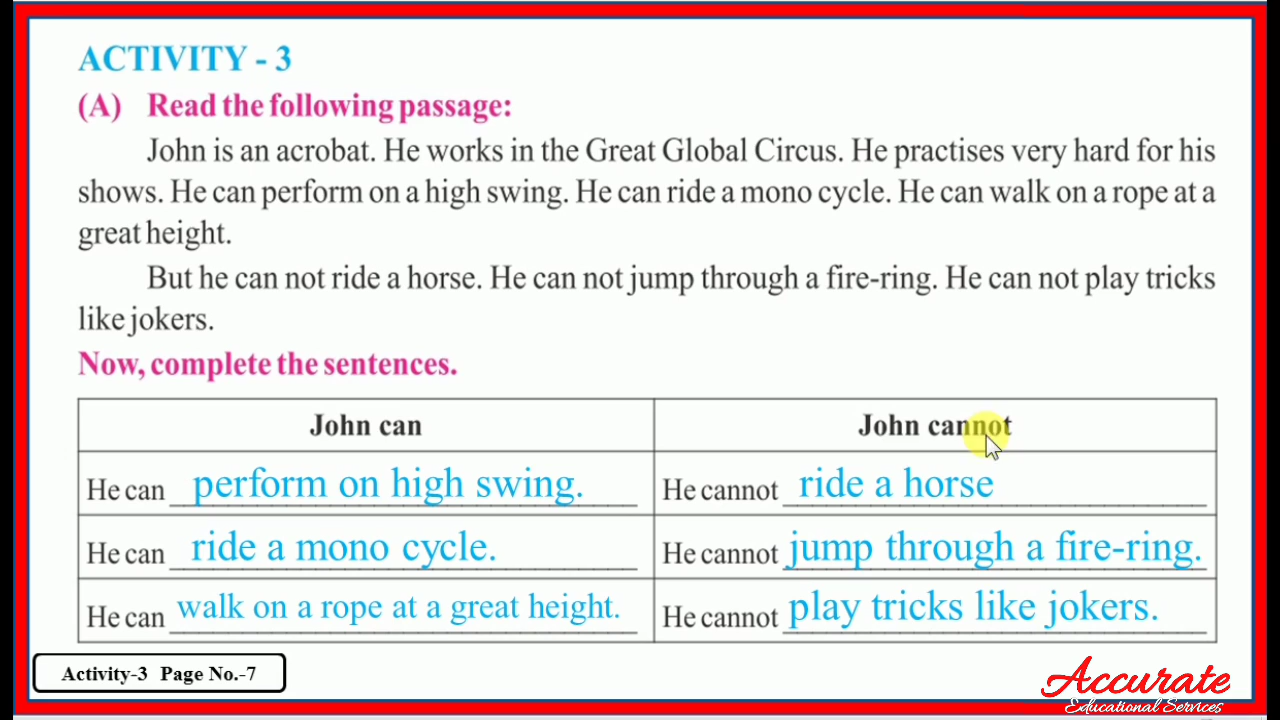 ACTIVITY - 3
(A) Read the following passage:
John is an acrobat. He works in the Great Global Circus. He practises very hard for his
shows. He can perform on a high swing. He can ride a mono cycle. He can walk on a rope at a
great height.
But he can not ride a horse. He can not jump through a fire-ring. He can not play tricks
like jokers.
Now, complete the sentences.
John can John cannot
He can perform on high swing. He cannot ride a horse
He can ride a mono cycle. He cannot jump through a fire-ring.
He can walk on a rope at a great height. He cannot play tricks like jokers.
Activity-3 Page No.-7
Accurate
Educational Services